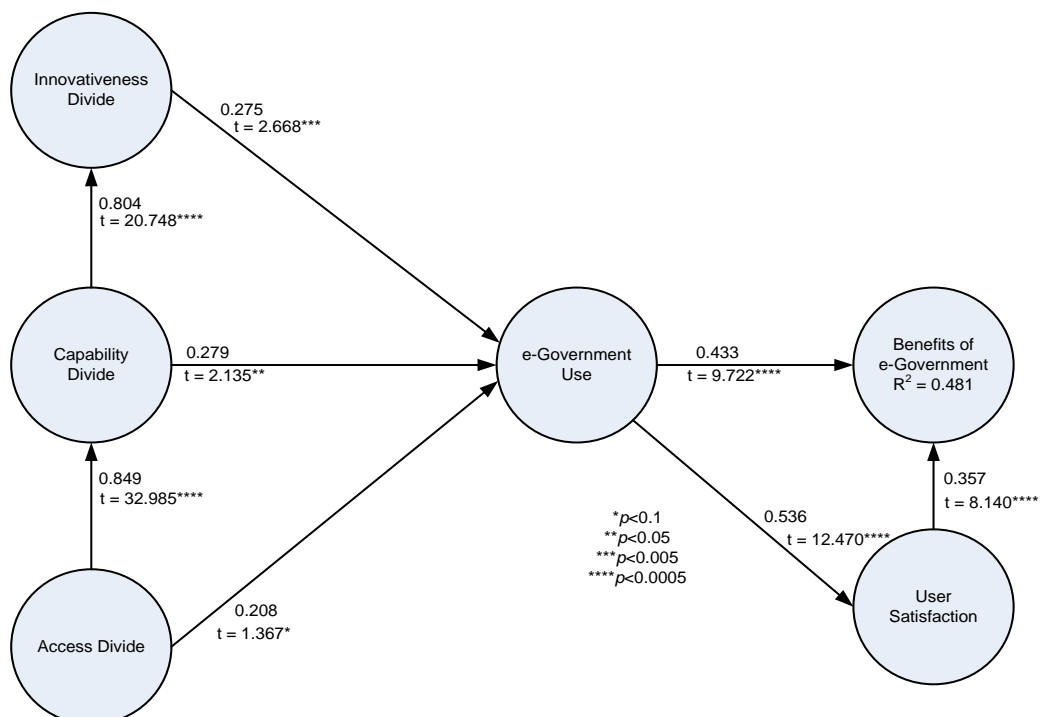 Innovativeness
Divide
0.275
t = 2.668***
0.804
t = 20.748****
Capability
Divide
0.279
t = 2.135**
e-Government
Use
0.433
t = 9.722****
Benefits of
e-Government
R² = 0.481
0.849
t = 32.985****
0.357
t = 8.140****
*p<0.1
**p<0.05
***p<0.005
****p<0.0005
0.536
t = 12.470****
Access Divide
0.208
t = 1.367*
User
Satisfaction